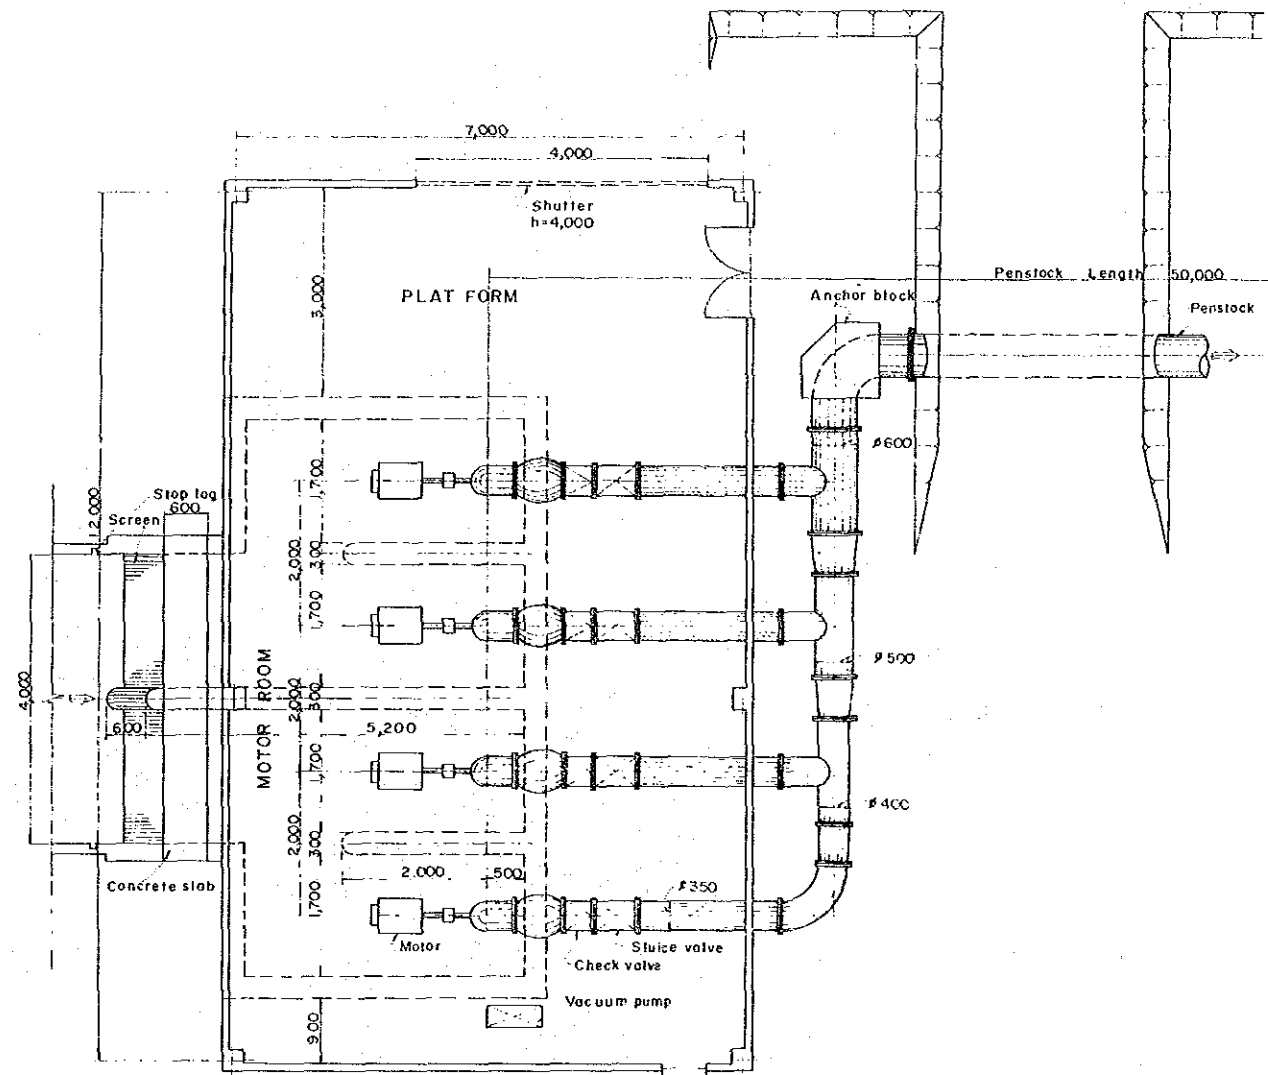 7,000
4,000
Shutter
h=4,000
PLAT FORM
3,000
Penstock Length 50,000
Anchor block
Penstock
ø600
12,000
Stop log
600
Screen
1,700
2,000
300
1,700
ø500
4,000
MOTOR ROOM
2,000
300
600
5,200
1,700
ø400
2,000
300
2,000
500
Concrete slab
1,700
ø350
Motor
Sluice valve
Check valve
Vacuum pump
900